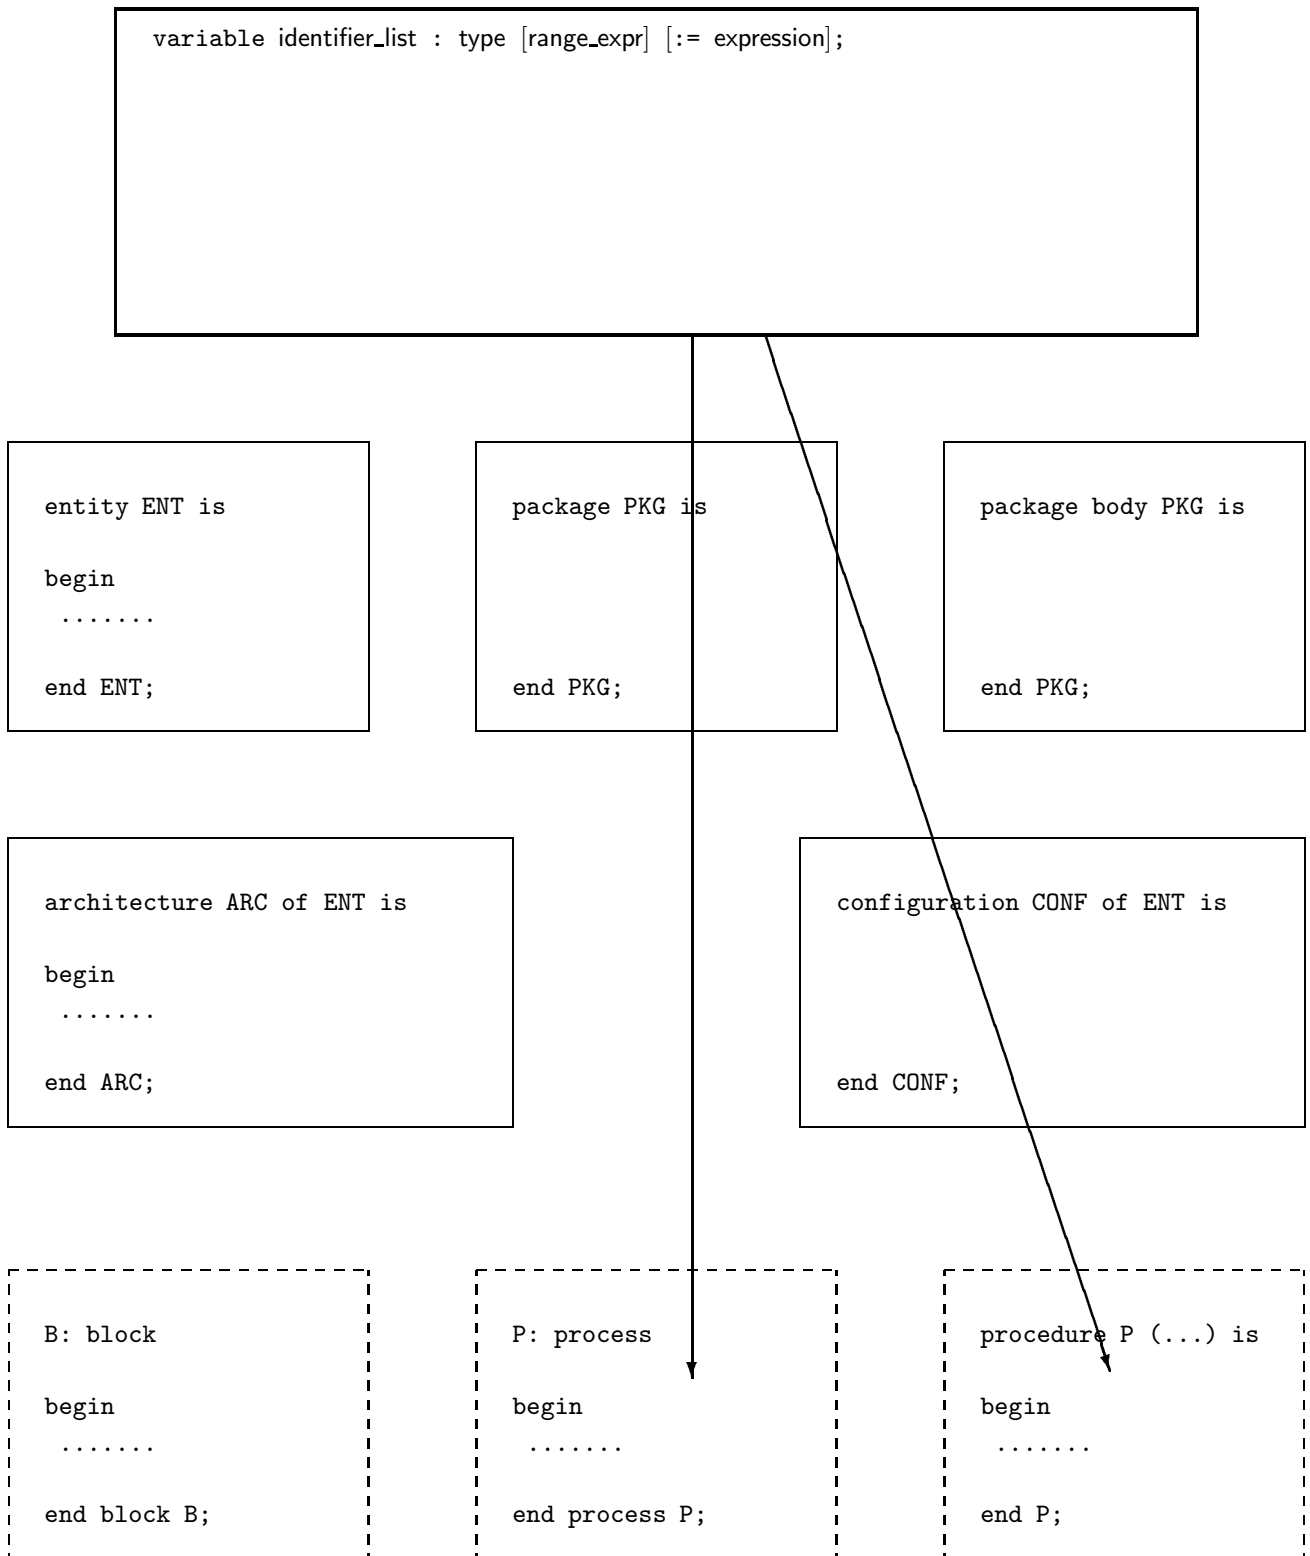 variable identifier_list : type [range_expr] [:= expression];
entity ENT is
begin
.......
end ENT;
package PKG is
end PKG;
package body PKG is
end PKG;
architecture ARC of ENT is
begin
.......
end ARC;
configuration CONF of ENT is
end CONF;
B: block
begin
.......
end block B;
P: process
begin
.......
end process P;
procedure P (...) is
begin
.......
end P;